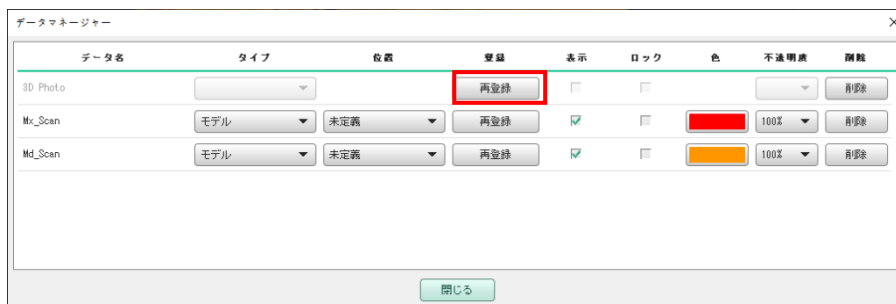 データマネージャー
データ名 タイプ 位置 登録 表示 ロック 色 不透明度 削除
3D Photo 再登録 削除
Mx_Scan モデル 未定義 再登録 100% 削除
Md_Scan モデル 未定義 再登録 100% 削除
閉じる